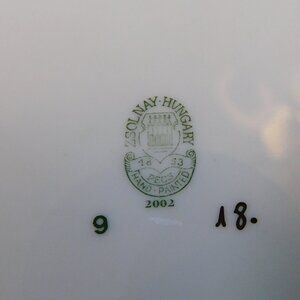 ZSOLNAY · HUNGARY
18 53
PECS
HAND · PAINTED
2002
9
18.